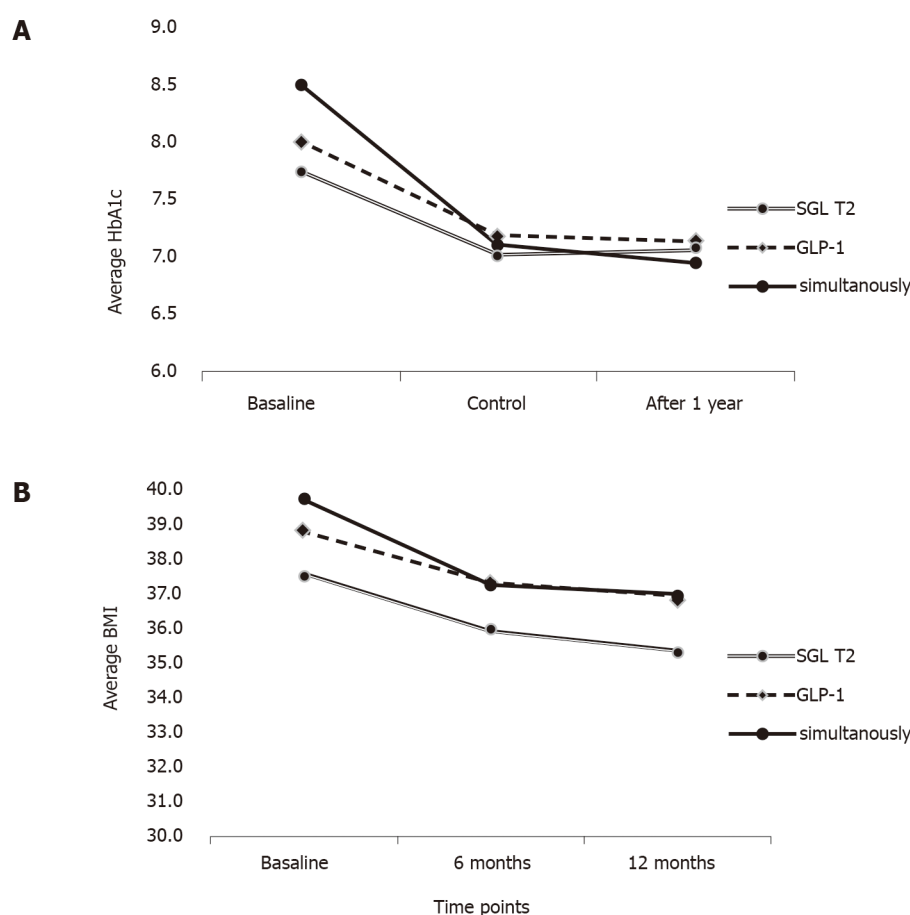 A
9.0
8.5
8.0
7.5
7.0
6.5
6.0
Average HbA1c
Basaline
Control
After 1 year
SGL T2
GLP-1
simultanously
B
40.0
39.0
38.0
37.0
36.0
35.0
34.0
33.0
32.0
31.0
30.0
Average BMI
Baseline
6 months
12 months
Time points
SGL T2
GLP-1
simultanously